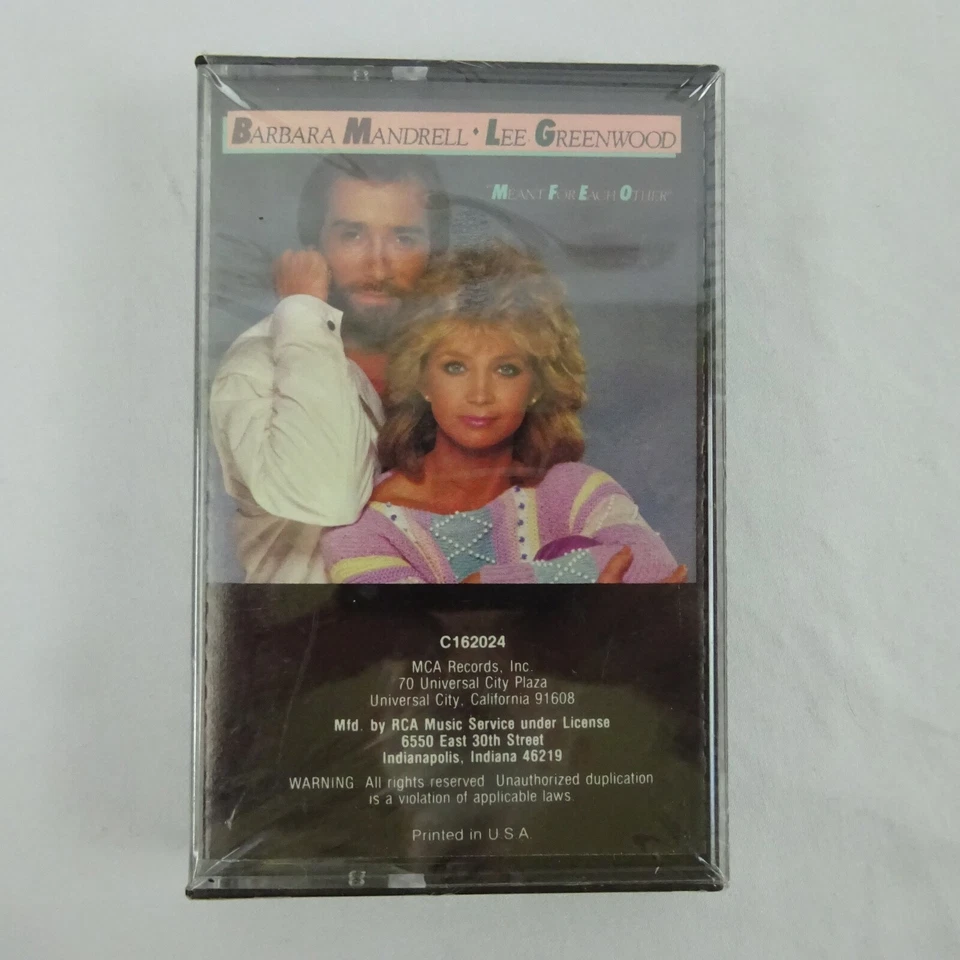 BARBARA MANDRELL • LEE GREENWOOD
"MEANT FOR EACH OTHER"
C162024
MCA Records, Inc.
70 Universal City Plaza
Universal City, California 91608
Mfd. by RCA Music Service under License
6550 East 30th Street
Indianapolis, Indiana 46219
WARNING All rights reserved Unauthorized duplication
is a violation of applicable laws.
Printed in U.S.A.